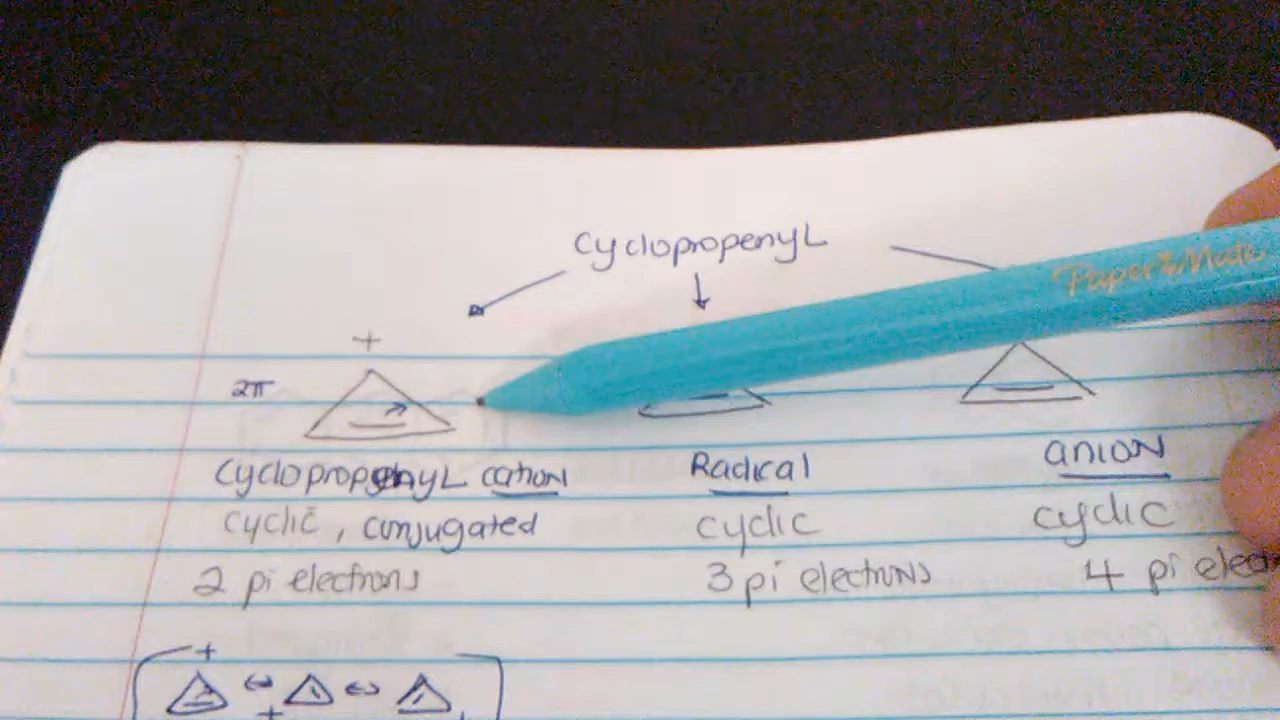 cyclopropenyl
Paper Mate
+
2π
cyclopropenyl cation
Radical
anion
cyclic, conjugated
cyclic
cyclic
2 pi electrons
3 pi electrons
4 pi elec
+
+
+